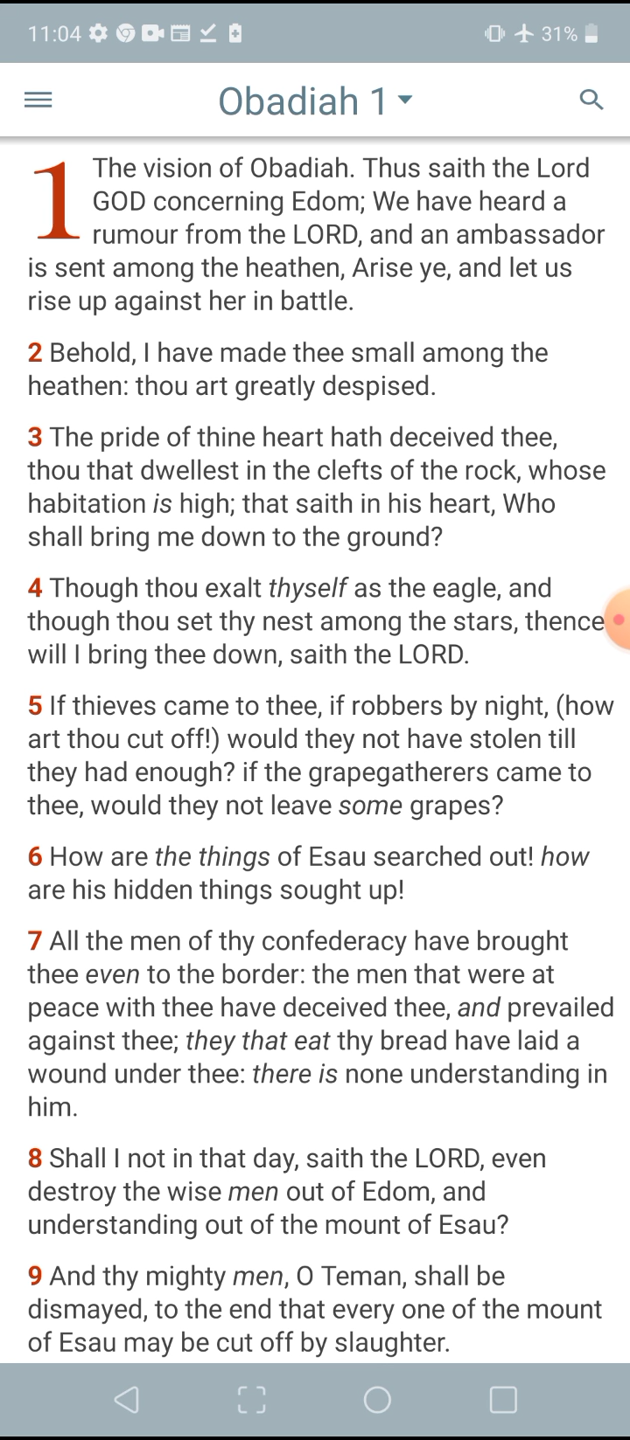 11:04 31%
Obadiah 1
1 The vision of Obadiah. Thus saith the Lord
GOD concerning Edom; We have heard a
rumour from the LORD, and an ambassador
is sent among the heathen, Arise ye, and let us
rise up against her in battle.
2 Behold, I have made thee small among the
heathen: thou art greatly despised.
3 The pride of thine heart hath deceived thee,
thou that dwellest in the clefts of the rock, whose
habitation is high; that saith in his heart, Who
shall bring me down to the ground?
4 Though thou exalt thyself as the eagle, and
though thou set thy nest among the stars, thence
will I bring thee down, saith the LORD.
5 If thieves came to thee, if robbers by night, (how
art thou cut off!) would they not have stolen till
they had enough? if the grapegatherers came to
thee, would they not leave some grapes?
6 How are the things of Esau searched out! how
are his hidden things sought up!
7 All the men of thy confederacy have brought
thee even to the border: the men that were at
peace with thee have deceived thee, and prevailed
against thee; they that eat thy bread have laid a
wound under thee: there is none understanding in
him.
8 Shall I not in that day, saith the LORD, even
destroy the wise men out of Edom, and
understanding out of the mount of Esau?
9 And thy mighty men, O Teman, shall be
dismayed, to the end that every one of the mount
of Esau may be cut off by slaughter.